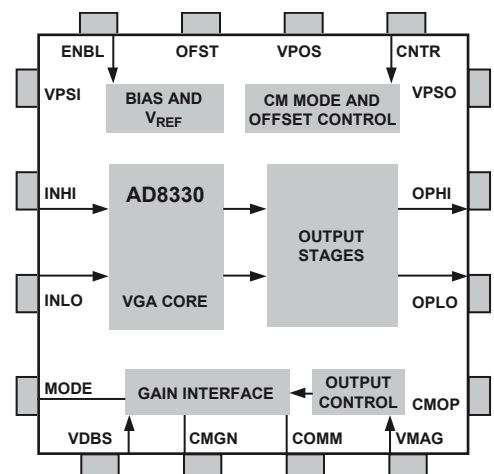 ENBL OFST VPOS CNTR
VPSI
BIAS AND
VREF
CM MODE AND
OFFSET CONTROL
VPSO
INHI
AD8330
OPHI
OUTPUT
STAGES
INLO
VGA CORE
OPLO
MODE
GAIN INTERFACE
OUTPUT
CONTROL
CMOP
VDBS CMGN COMM VMAG